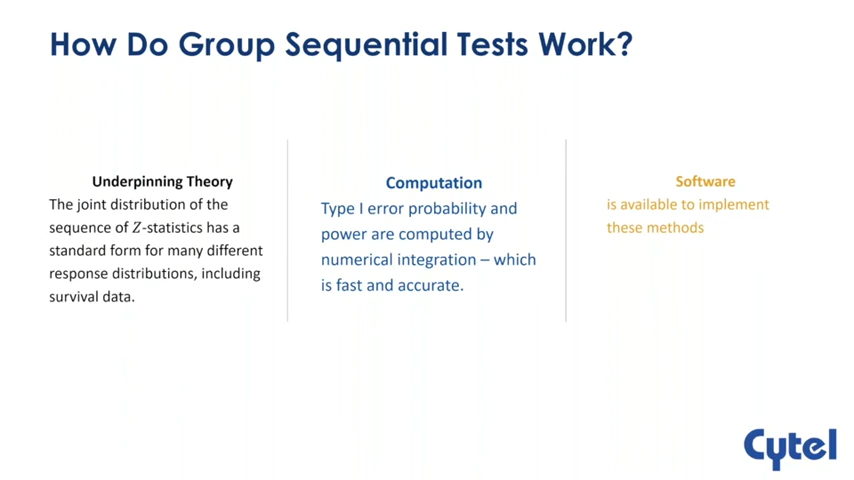 How Do Group Sequential Tests Work?
Underpinning Theory
The joint distribution of the
sequence of Z-statistics has a
standard form for many different
response distributions, including
survival data.
Computation
Type I error probability and
power are computed by
numerical integration – which
is fast and accurate.
Software
is available to implement
these methods
Cytel